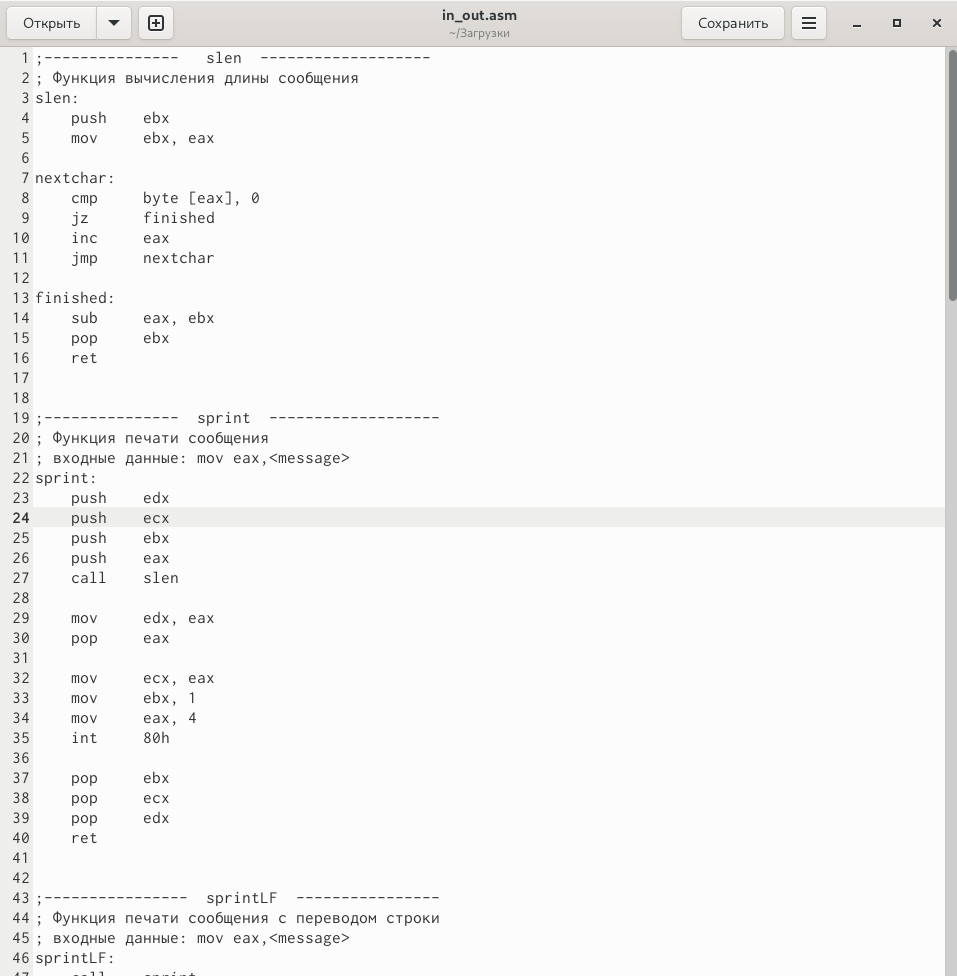 Открыть
in_out.asm
~/Загрузки
Сохранить
1 ;---------------   slen  -------------------
2 ; Функция вычисления длины сообщения
3 slen:
4     push    ebx
5     mov     ebx, eax
6
7 nextchar:
8     cmp     byte [eax], 0
9     jz      finished
10     inc     eax
11     jmp     nextchar
12
13 finished:
14     sub     eax, ebx
15     pop     ebx
16     ret
17
18
19 ;---------------  sprint  -------------------
20 ; Функция печати сообщения
21 ; входные данные: mov eax,<message>
22 sprint:
23     push    edx
24     push    ecx
25     push    ebx
26     push    eax
27     call    slen
28
29     mov     edx, eax
30     pop     eax
31
32     mov     ecx, eax
33     mov     ebx, 1
34     mov     eax, 4
35     int     80h
36
37     pop     ebx
38     pop     ecx
39     pop     edx
40     ret
41
42
43 ;----------------  sprintLF  ----------------
44 ; Функция печати сообщения с переводом строки
45 ; входные данные: mov eax,<message>
46 sprintLF: